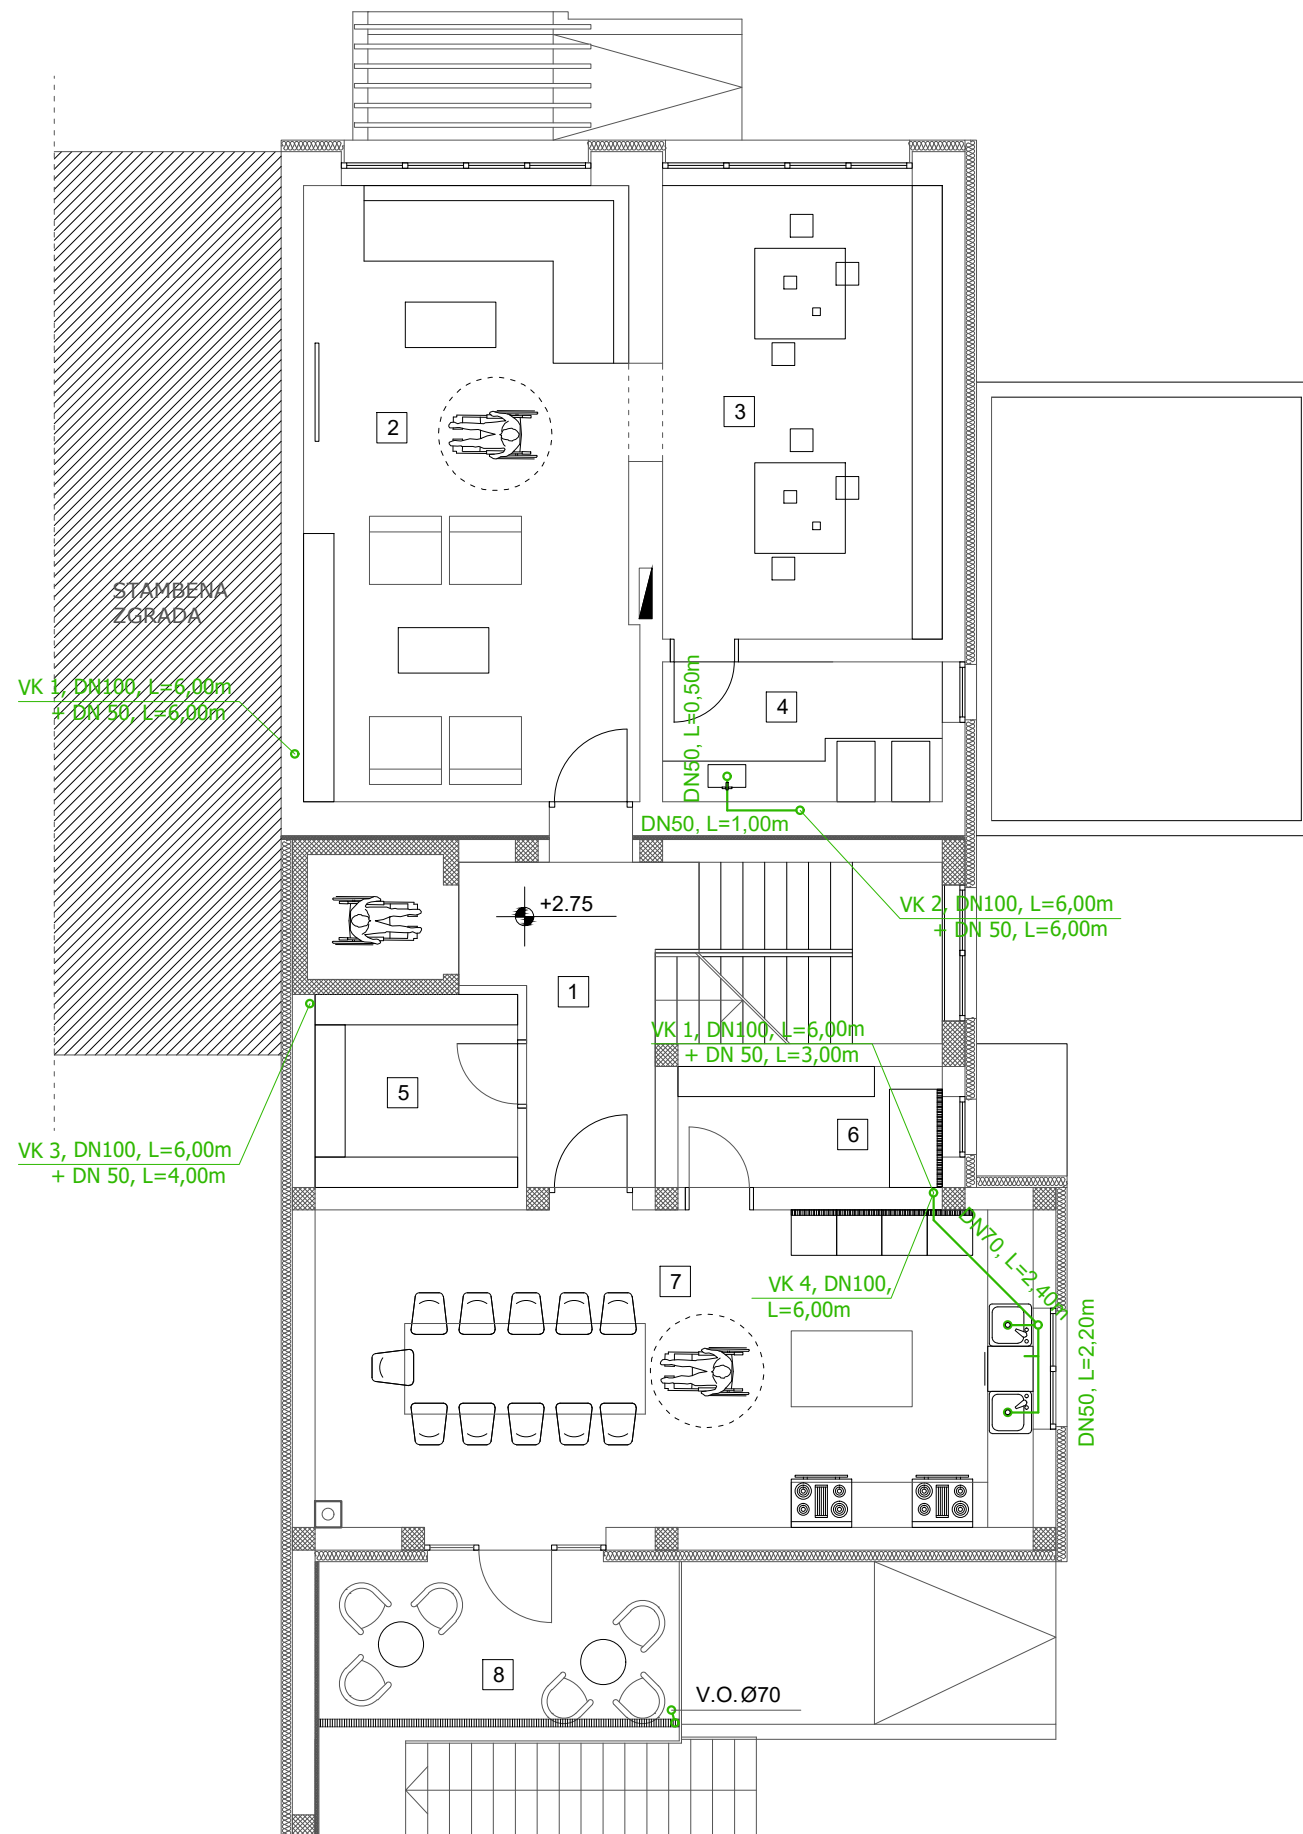 2
3
STAMBENA
ZGRADA
VK 1, DN100, L=6,00m
+ DN 50, L=6,00m
DN50, L=0,50m
4
DN50, L=1,00m
+2.75
VK 2, DN100, L=6,00m
+ DN 50, L=6,00m
1
VK 1, DN100, L=6,00m
+ DN 50, L=3,00m
5
6
VK 3, DN100, L=6,00m
+ DN 50, L=4,00m
DN70, L=2,40m
7
VK 4, DN100,
L=6,00m
DN50, L=2,20m
8
V.O.Ø70